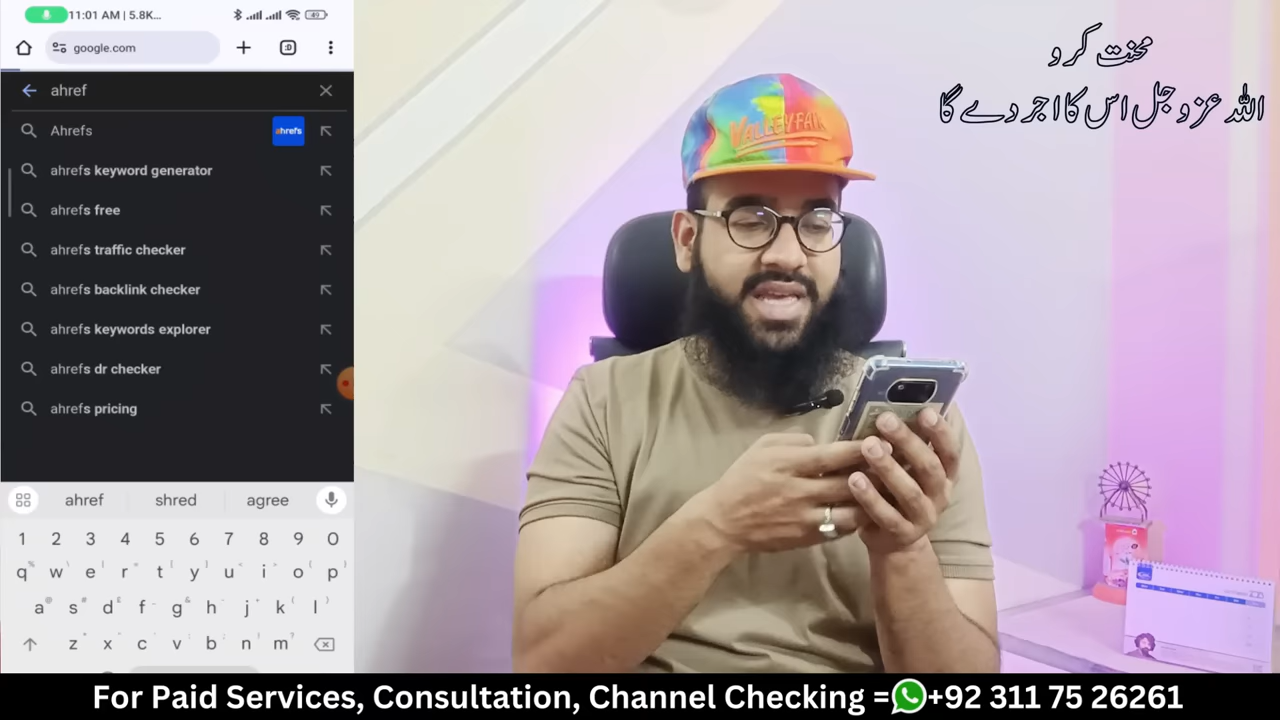 11:01 AM | 5.8K...
49
google.com
:D
ahref
Ahrefs
ahrefs
ahrefs keyword generator
ahrefs free
ahrefs traffic checker
ahrefs backlink checker
ahrefs keywords explorer
ahrefs dr checker
ahrefs pricing
ahref shred agree
1 2 3 4 5 6 7 8 9 0
q w e r t y u i o p
a s d f g h j k l
z x c v b n m
محنت کرو
اللہ عزوجل اس کا اجر دے گا
VALLEYFAIR
For Paid Services, Consultation, Channel Checking = +92 311 75 26261